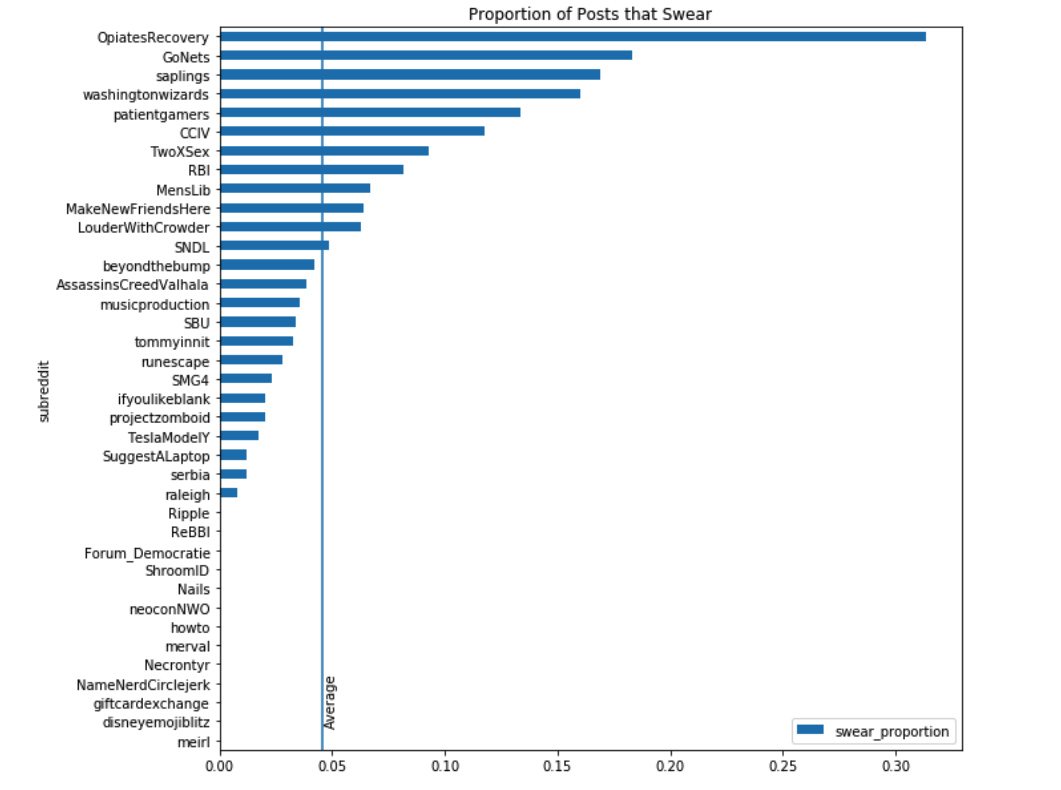 Proportion of Posts that Swear
OpiatesRecovery
GoNets
saplings
washingtonwizards
patientgamers
CCIV
TwoXSex
RBI
MensLib
MakeNewFriendsHere
LouderWithCrowder
SNDL
beyondthebump
AssassinsCreedValhala
musicproduction
SBU
tommyinnit
runescape
SMG4
ifyoulikeblank
projectzomboid
TeslaModelY
SuggestALaptop
serbia
raleigh
Ripple
ReBBl
Forum_Democratie
ShroomID
Nails
neoconNWO
howto
merval
Necrontyr
NameNerdCirclejerk
giftcardexchange
disneyemojiblitz
meirl
subreddit
Average
swear_proportion
0.00 0.05 0.10 0.15 0.20 0.25 0.30